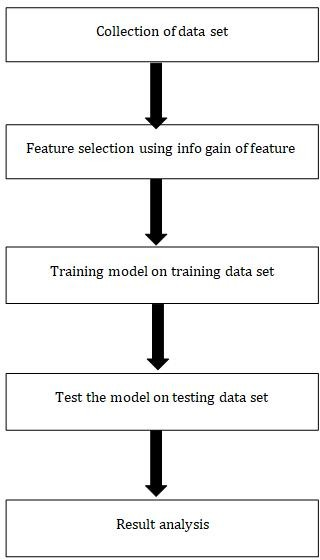 Collection of data set
Feature selection using info gain of feature
Training model on training data set
Test the model on testing data set
Result analysis